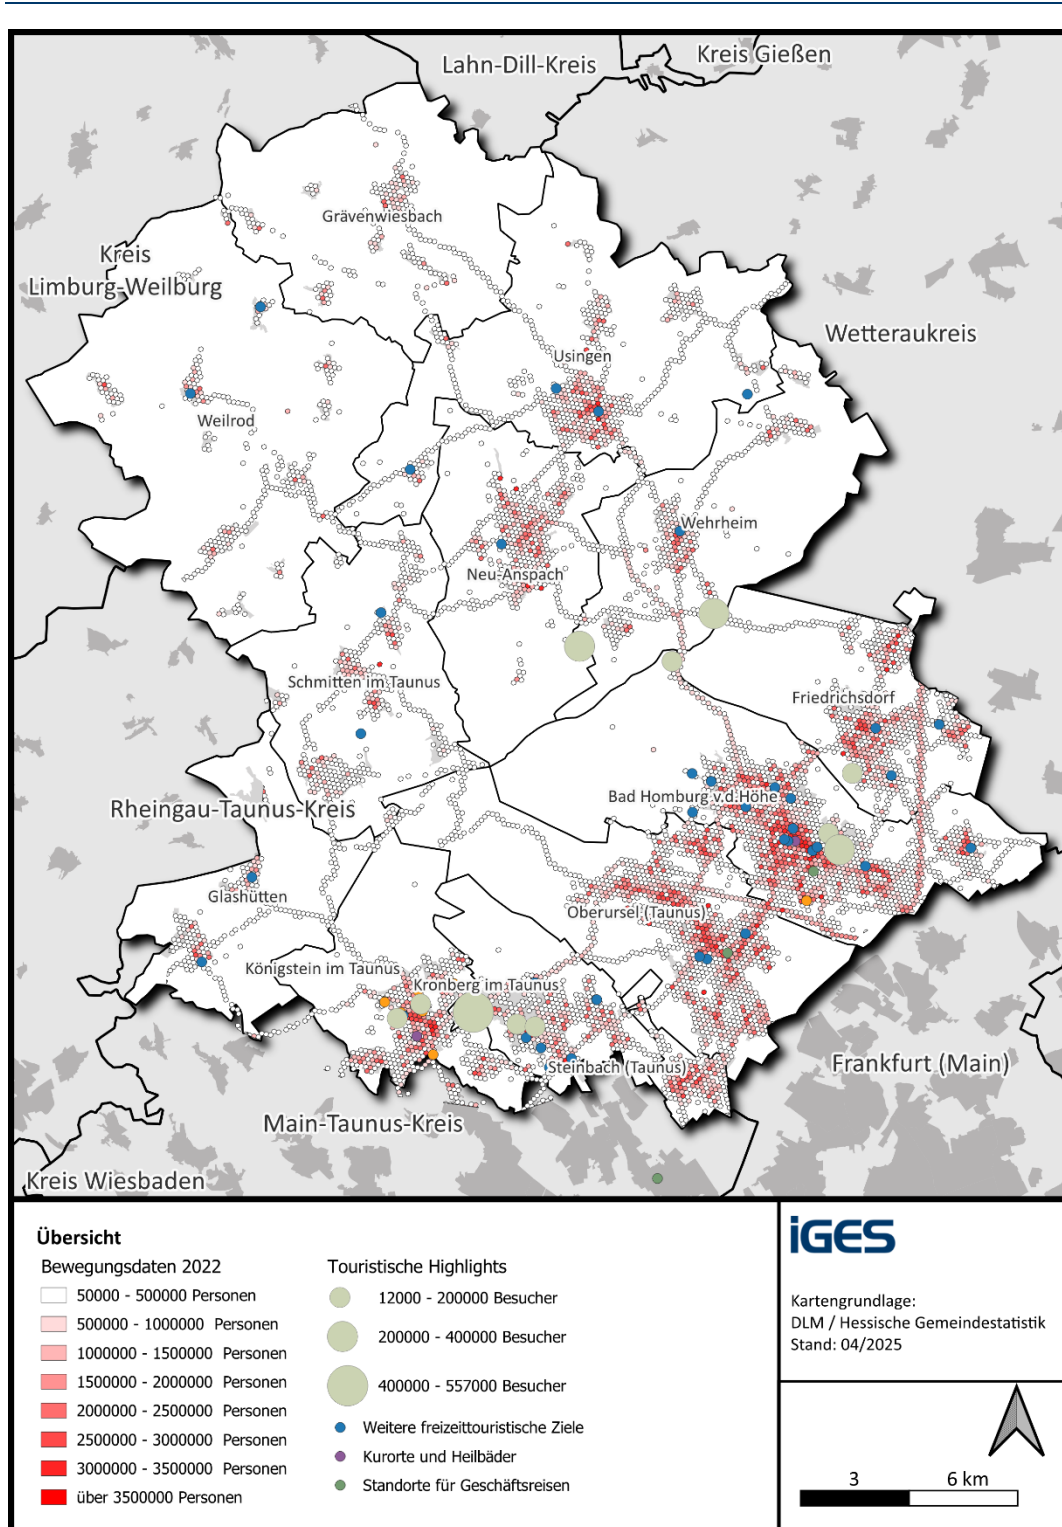 Lahn-Dill-Kreis
Kreis Gießen
Grävenwiesbach
Kreis
Limburg-Weilburg
Wetteraukreis
Usingen
Weilrod
Wehrheim
Neu-Anspach
Schmitten im Taunus
Friedrichsdorf
Rheingau-Taunus-Kreis
Bad Homburg v.d.Höhe
Glashütten
Oberursel (Taunus)
Königstein im Taunus
Kronberg im Taunus
Steinbach (Taunus)
Frankfurt (Main)
Main-Taunus-Kreis
Kreis Wiesbaden
Übersicht
Bewegungsdaten 2022
50000 - 500000 Personen
500000 - 1000000 Personen
1000000 - 1500000 Personen
1500000 - 2000000 Personen
2000000 - 2500000 Personen
2500000 - 3000000 Personen
3000000 - 3500000 Personen
über 3500000 Personen
Touristische Highlights
12000 - 200000 Besucher
200000 - 400000 Besucher
400000 - 557000 Besucher
Weitere freizeittouristische Ziele
Kurorte und Heilbäder
Standorte für Geschäftsreisen
iGES
Kartengrundlage:
DLM / Hessische Gemeindestatistik
Stand: 04/2025
3 6 km